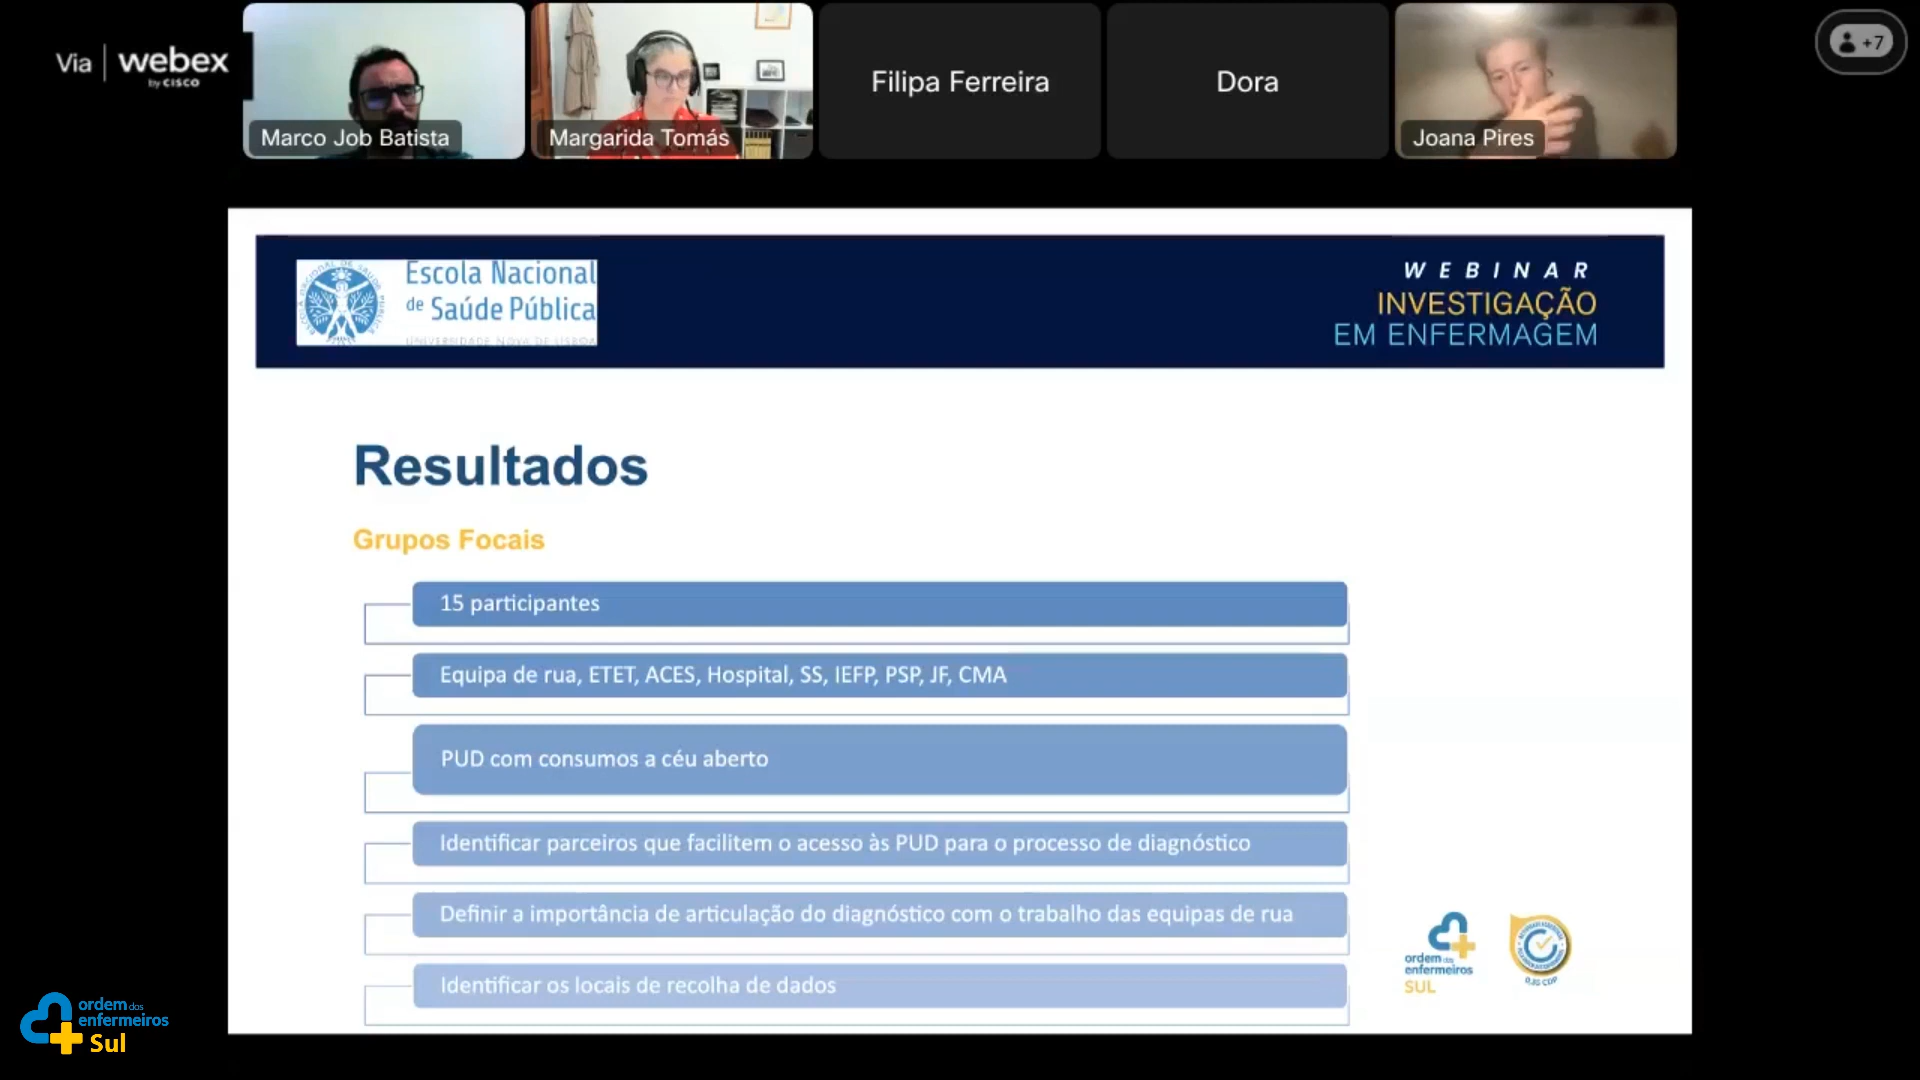 Via webex
by CISCO
+7
Marco Job Batista
Margarida Tomás
Filipa Ferreira
Dora
Joana Pires
Escola Nacional
de Saúde Pública
UNIVERSIDADE NOVA DE LISBOA
WEBINAR
INVESTIGAÇÃO
EM ENFERMAGEM
Resultados
Grupos Focais
15 participantes
Equipa de rua, ETET, ACES, Hospital, SS, IEFP, PSP, JF, CMA
PUD com consumos a céu aberto
Identificar parceiros que facilitem o acesso às PUD para o processo de diagnóstico
Definir a importância de articulação do diagnóstico com o trabalho das equipas de rua
Identificar os locais de recolha de dados
ordem dos
enfermeiros
SUL
ordem dos
enfermeiros
Sul